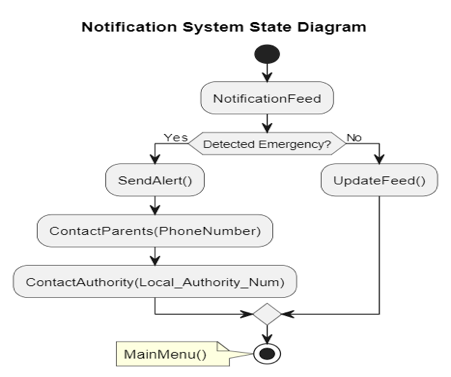 Notification System State Diagram
NotificationFeed
Yes
Detected Emergency?
No
SendAlert()
UpdateFeed()
ContactParents(PhoneNumber)
ContactAuthority(Local_Authority_Num)
MainMenu()